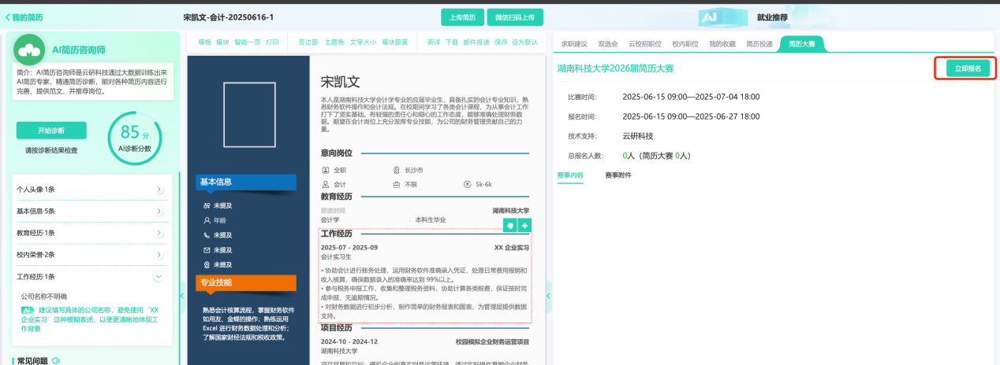 我的简历
宋凯文-会计-20250616-1
上传简历
微信扫码上传
AI
就业推荐
AI简历咨询师
简介：AI简历咨询师是云研科技通过大数据训练出来
AI简历专家，精通简历诊断，能对各种简历内容进行
完善、提供范文、并推荐岗位。
开始诊断
请按诊断结果检查
85分
AI诊断分数
个人头像·1条
基本信息·5条
教育经历·1条
校内荣誉·2条
工作经历·1条
公司名称不明确
AI 建议填写具体的公司名称，避免使用‘XX
企业实习’这种模糊表述，以便更清晰地体现工
作背景
常见问题
模板 模块 智能一页 打印
页边距 主题色 文字大小 模块距离
英译 下载 邮件投递 保存 设为默认
基本信息
未提及
年龄
未提及
未提及
未提及
专业技能
熟悉会计核算流程，掌握财务软件
如用友、金蝶的操作；熟练运用
Excel 进行财务数据处理和分析；
了解国家财经法规和税收政策。
宋凯文
本人是湖南科技大学会计学专业的应届毕业生，具备扎实的会计专业知识，熟
悉财务软件操作和会计法规。在校期间学习了各类会计课程，为从事会计工作
打下了坚实基础。有较强的责任心和细心的工作态度，能够准确处理财务数
据。期望在会计岗位上充分发挥专业技能，为公司的财务管理贡献自己的力
量。
意向岗位
全职
长沙市
会计
不限
5k-6k
教育经历
就读时间
湖南科技大学
会计学
本科生毕业
工作经历
2025-07 - 2025-09
XX 企业实习
会计实习生
• 协助会计进行账务处理，运用财务软件准确录入凭证，处理日常费用报销和
收入核算，确保数据录入的准确率达到 99%以上。
• 参与税务申报工作，收集和整理税务资料，协助计算各类税费，保证按时完
成申报，无逾期情况。
• 对财务数据进行初步分析，制作简单的财务报表和图表，为管理层提供数据
支持。
项目经历
2024-10 - 2024-12
校园模拟企业财务运营项目
湖南科技大学
求职建议
双选会
云校招职位
校内职位
我的收藏
简历投递
简历大赛
湖南科技大学2026届简历大赛
立即报名
比赛时间：
2025-06-15 09:00—2025-07-04 18:00
报名时间：
2025-06-15 09:00—2025-06-27 18:00
技术支持：
云研科技
总报名人数：
0人（简历大赛 0人）
赛事内容
赛事附件